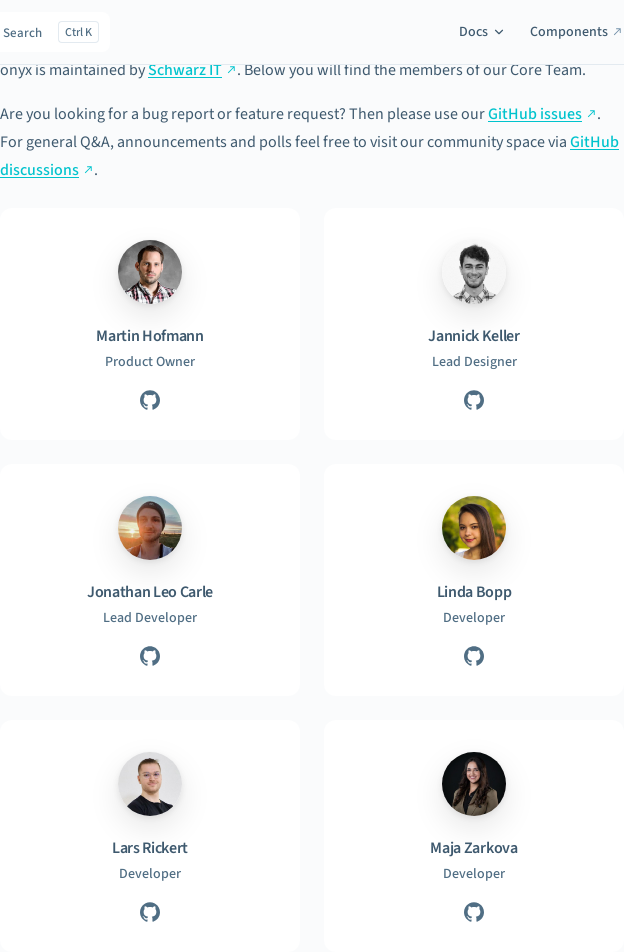 Search Ctrl K Docs Components
onyx is maintained by Schwarz IT . Below you will find the members of our Core Team.
Are you looking for a bug report or feature request? Then please use our GitHub issues .
For general Q&A, announcements and polls feel free to visit our community space via GitHub
discussions .
Martin Hofmann
Product Owner
Jannick Keller
Lead Designer
Jonathan Leo Carle
Lead Developer
Linda Bopp
Developer
Lars Rickert
Developer
Maja Zarkova
Developer